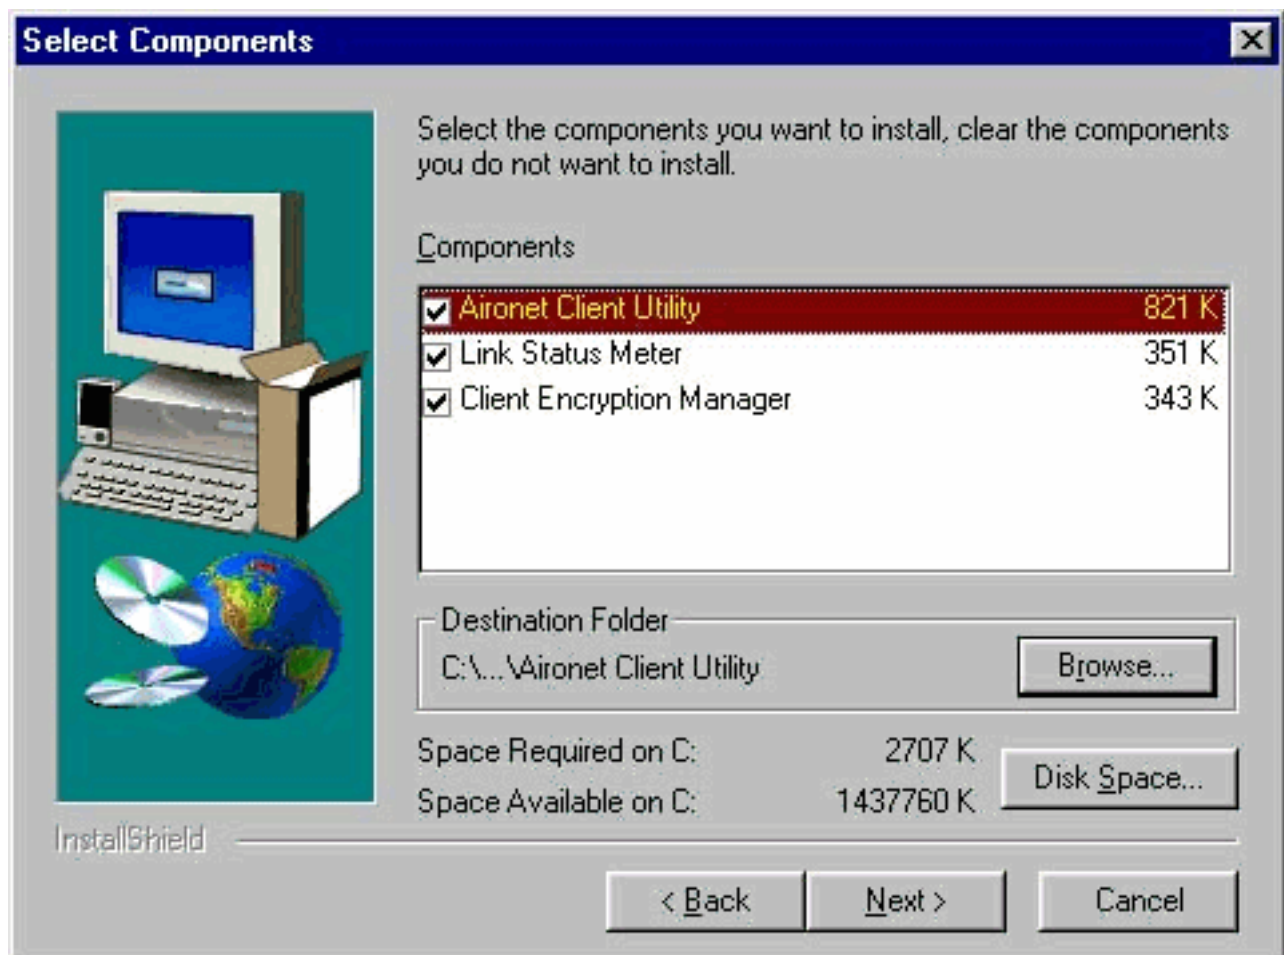 Select Components
Select the components you want to install, clear the components
you do not want to install.
Components
Aironet Client Utility 821 K
Link Status Meter 351 K
Client Encryption Manager 343 K
Destination Folder
C:\...\Aironet Client Utility Browse...
Space Required on C: 2707 K
Space Available on C: 1437760 K
Disk Space...
InstallShield
< Back Next > Cancel